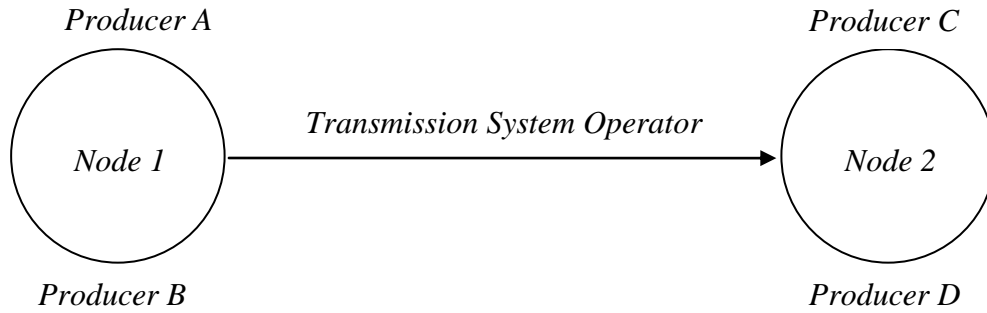 Producer A
Producer C
Transmission System Operator
Node 1
Node 2
Producer B
Producer D